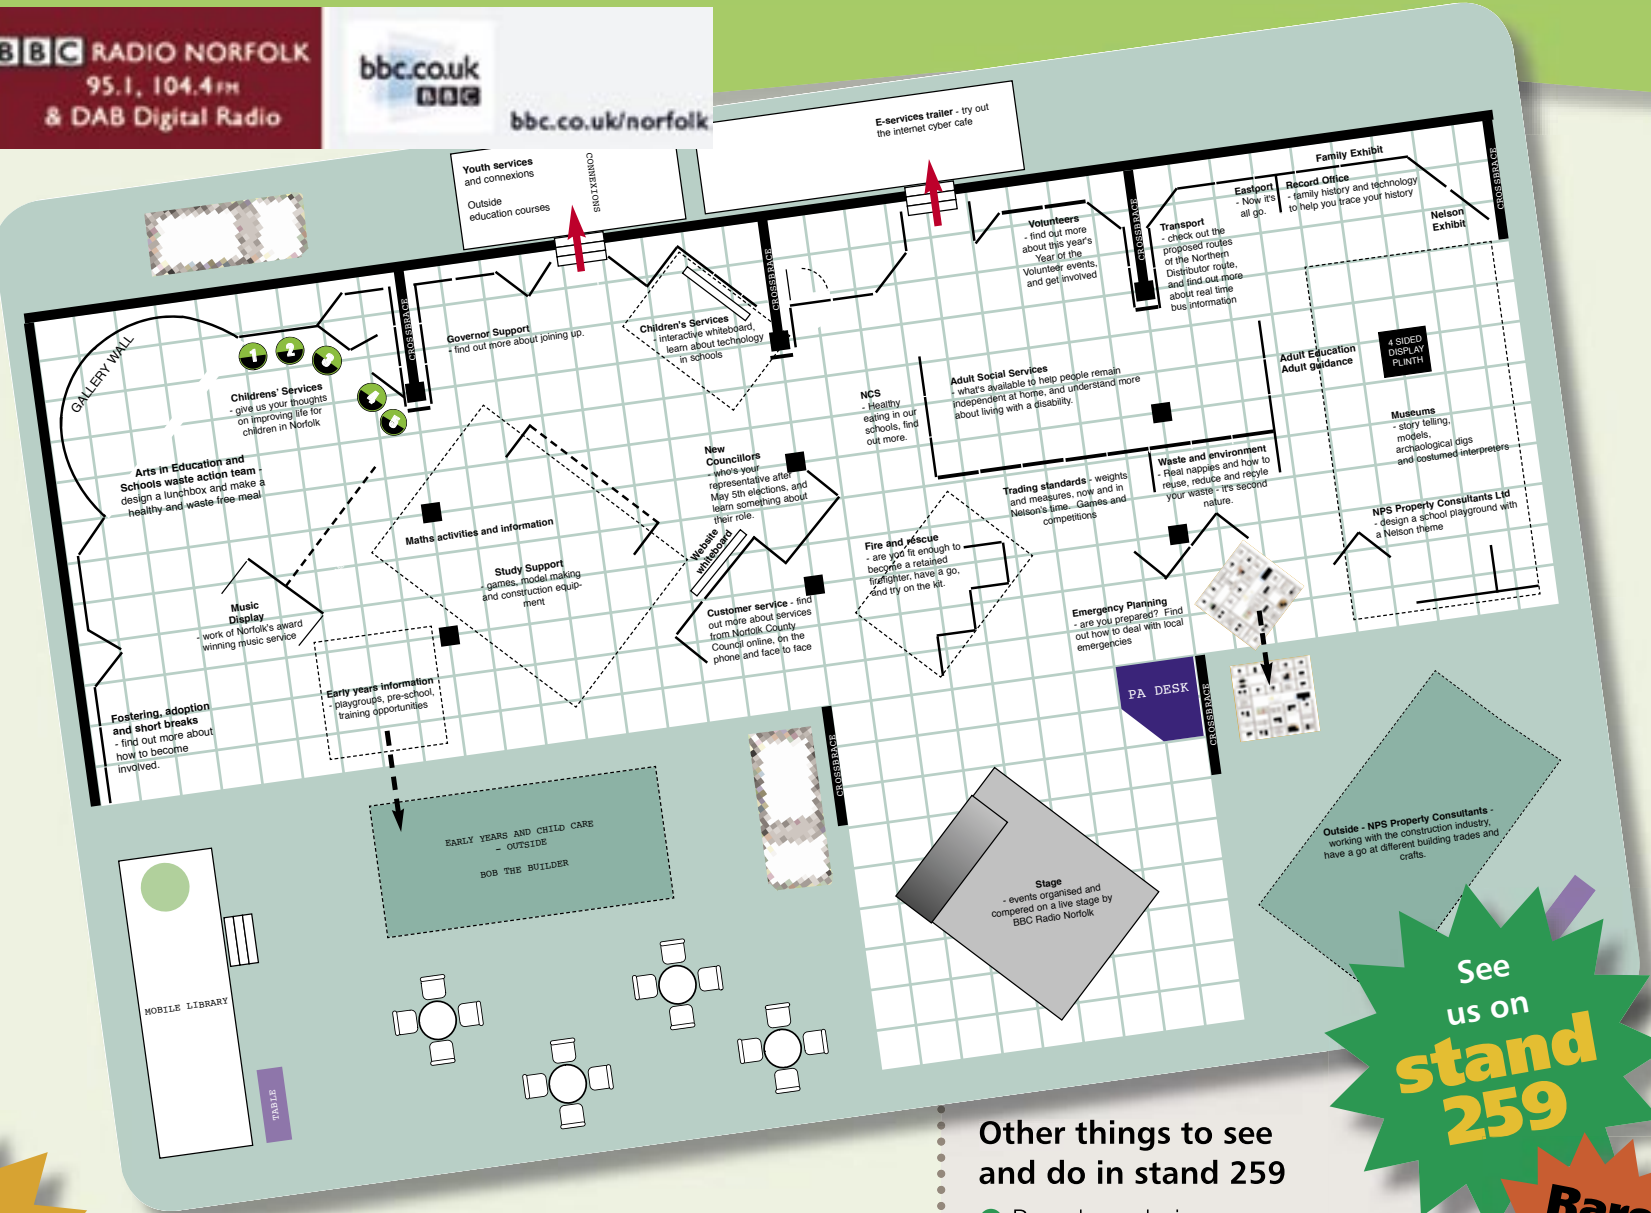 BBC RADIO NORFOLK
95.1, 104.4 FM
& DAB Digital Radio
bbc.co.uk
BBC
bbc.co.uk/norfolk
Youth services
and connexions
Outside
education courses
CONNEXIONS
E-services trailer - try out
the internet cyber cafe
Family Exhibit
Eastport
- Now it's
all go.
Record Office
- family history and technology
to help you trace your history
Nelson
Exhibit
CROSSBRACE
CROSSBRACE
Transport
- check out the
proposed routes
of the Northern
Distributor route,
and find out more
about real time
bus information
Volunteers
- find out more
about this year's
Year of the
Volunteer events,
and get involved
CROSSBRACE
CROSSBRACE
GALLERY WALL
1
2
3
4
5
Childrens' Services
- give us your thoughts
on improving life for
children in Norfolk
Governor Support
- find out more about joining up.
Children's Services
- interactive whiteboard,
learn about technology
in schools
NCS
- Healthy
eating in our
schools, find
out more.
Adult Social Services
- what's available to help people remain
independent at home, and understand more
about living with a disability.
Adult Education
Adult guidance
4 SIDED
DISPLAY
PLINTH
Museums
- story telling,
models,
archaological digs
and costumed interpreters
Arts in Education and
Schools waste action team -
design a lunchbox and make a
healthy and waste free meal
New
Councillors
- who's your
representative after
May 5th elections, and
learn something about
their role.
Trading standards - weights
and measures, now and in
Nelson's time. Games and
competitions
Waste and environment
- Real nappies and how to
reuse, reduce and recyle
your waste - it's second
nature.
NPS Property Consultants Ltd
- design a school playground with
a Nelson theme
Maths activities and information
Study Support
- games, model making
and construction equip-
ment
Website
whiteboard
Fire and rescue
- are you fit enough to
become a retained
firefighter, have a go,
and try on the kit.
Music
Display
- work of Norfolk's award
winning music service
Customer service - find
out more about services
from Norfolk County
Council online, on the
phone and face to face
Emergency Planning
- are you prepared? Find
out how to deal with local
emergencies
Early years information
- playgroups, pre-school,
training opportunities
Fostering, adoption
and short breaks
- find out more about
how to become
involved.
PA DESK
CROSSBRACE
CROSSBRACE
EARLY YEARS AND CHILD CARE
- OUTSIDE
BOB THE BUILDER
Outside - NPS Property Consultants -
working with the construction industry,
have a go at different building trades and
crafts.
Stage
- events organised and
compered on a live stage by
BBC Radio Norfolk
MOBILE LIBRARY
TABLE
See
us on
stand
259
Other things to see
and do in stand 259